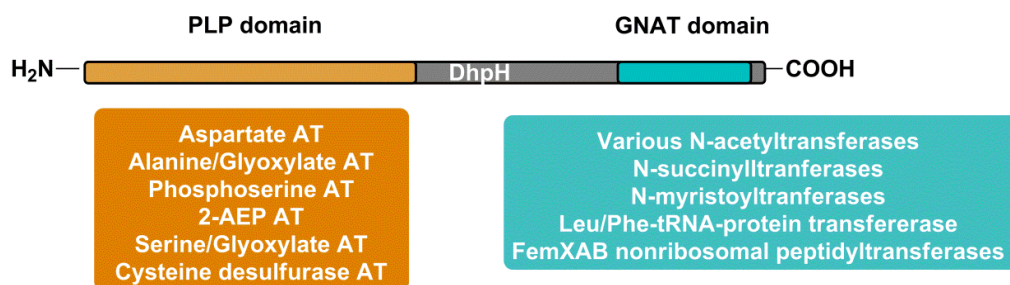 PLP domain
GNAT domain
H₂N
DhpH
COOH
Aspartate AT
Alanine/Glyoxylate AT
Phosphoserine AT
2-AEP AT
Serine/Glyoxylate AT
Cysteine desulfurase AT
Various N-acetyltransferases
N-succinylltranferases
N-myristoyltranferases
Leu/Phe-tRNA-protein transfererase
FemXAB nonribosomal peptidyltransferases